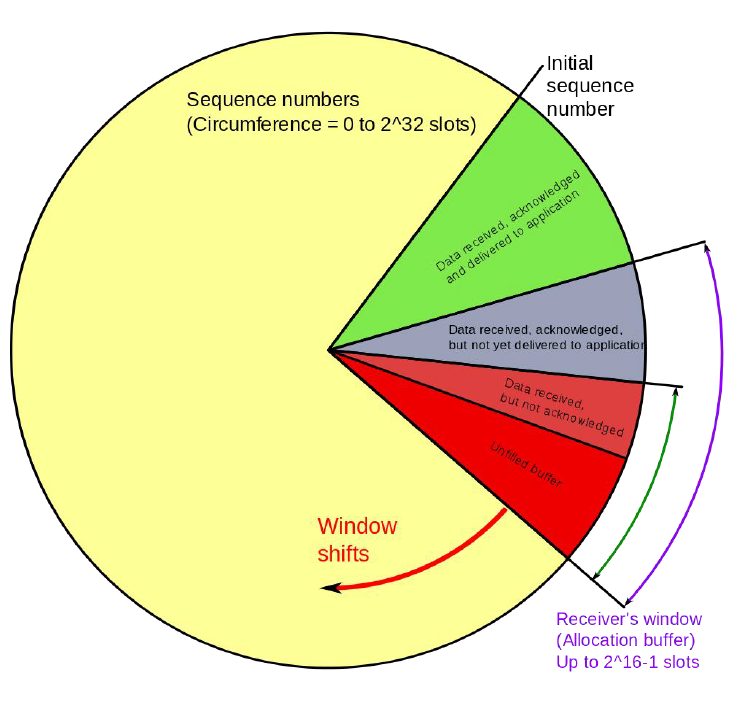 Initial
sequence
number
Sequence numbers
(Circumference = 0 to 2^32 slots)
Data received, acknowledged
and delivered to application
Data received, acknowledged,
but not yet delivered to application
Data received,
but not acknowledged
Unfilled buffer
Window
shifts
Receiver's window
(Allocation buffer)
Up to 2^16-1 slots